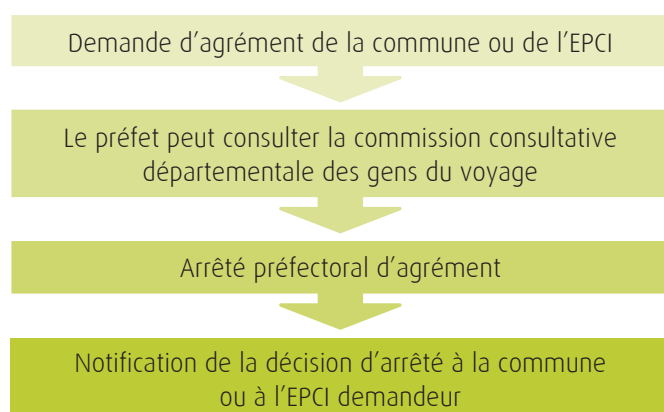 Demande d’agrément de la commune ou de l’EPCI
Le préfet peut consulter la commission consultative
départementale des gens du voyage
Arrêté préfectoral d’agrément
Notification de la décision d’arrêté à la commune
ou à l’EPCI demandeur